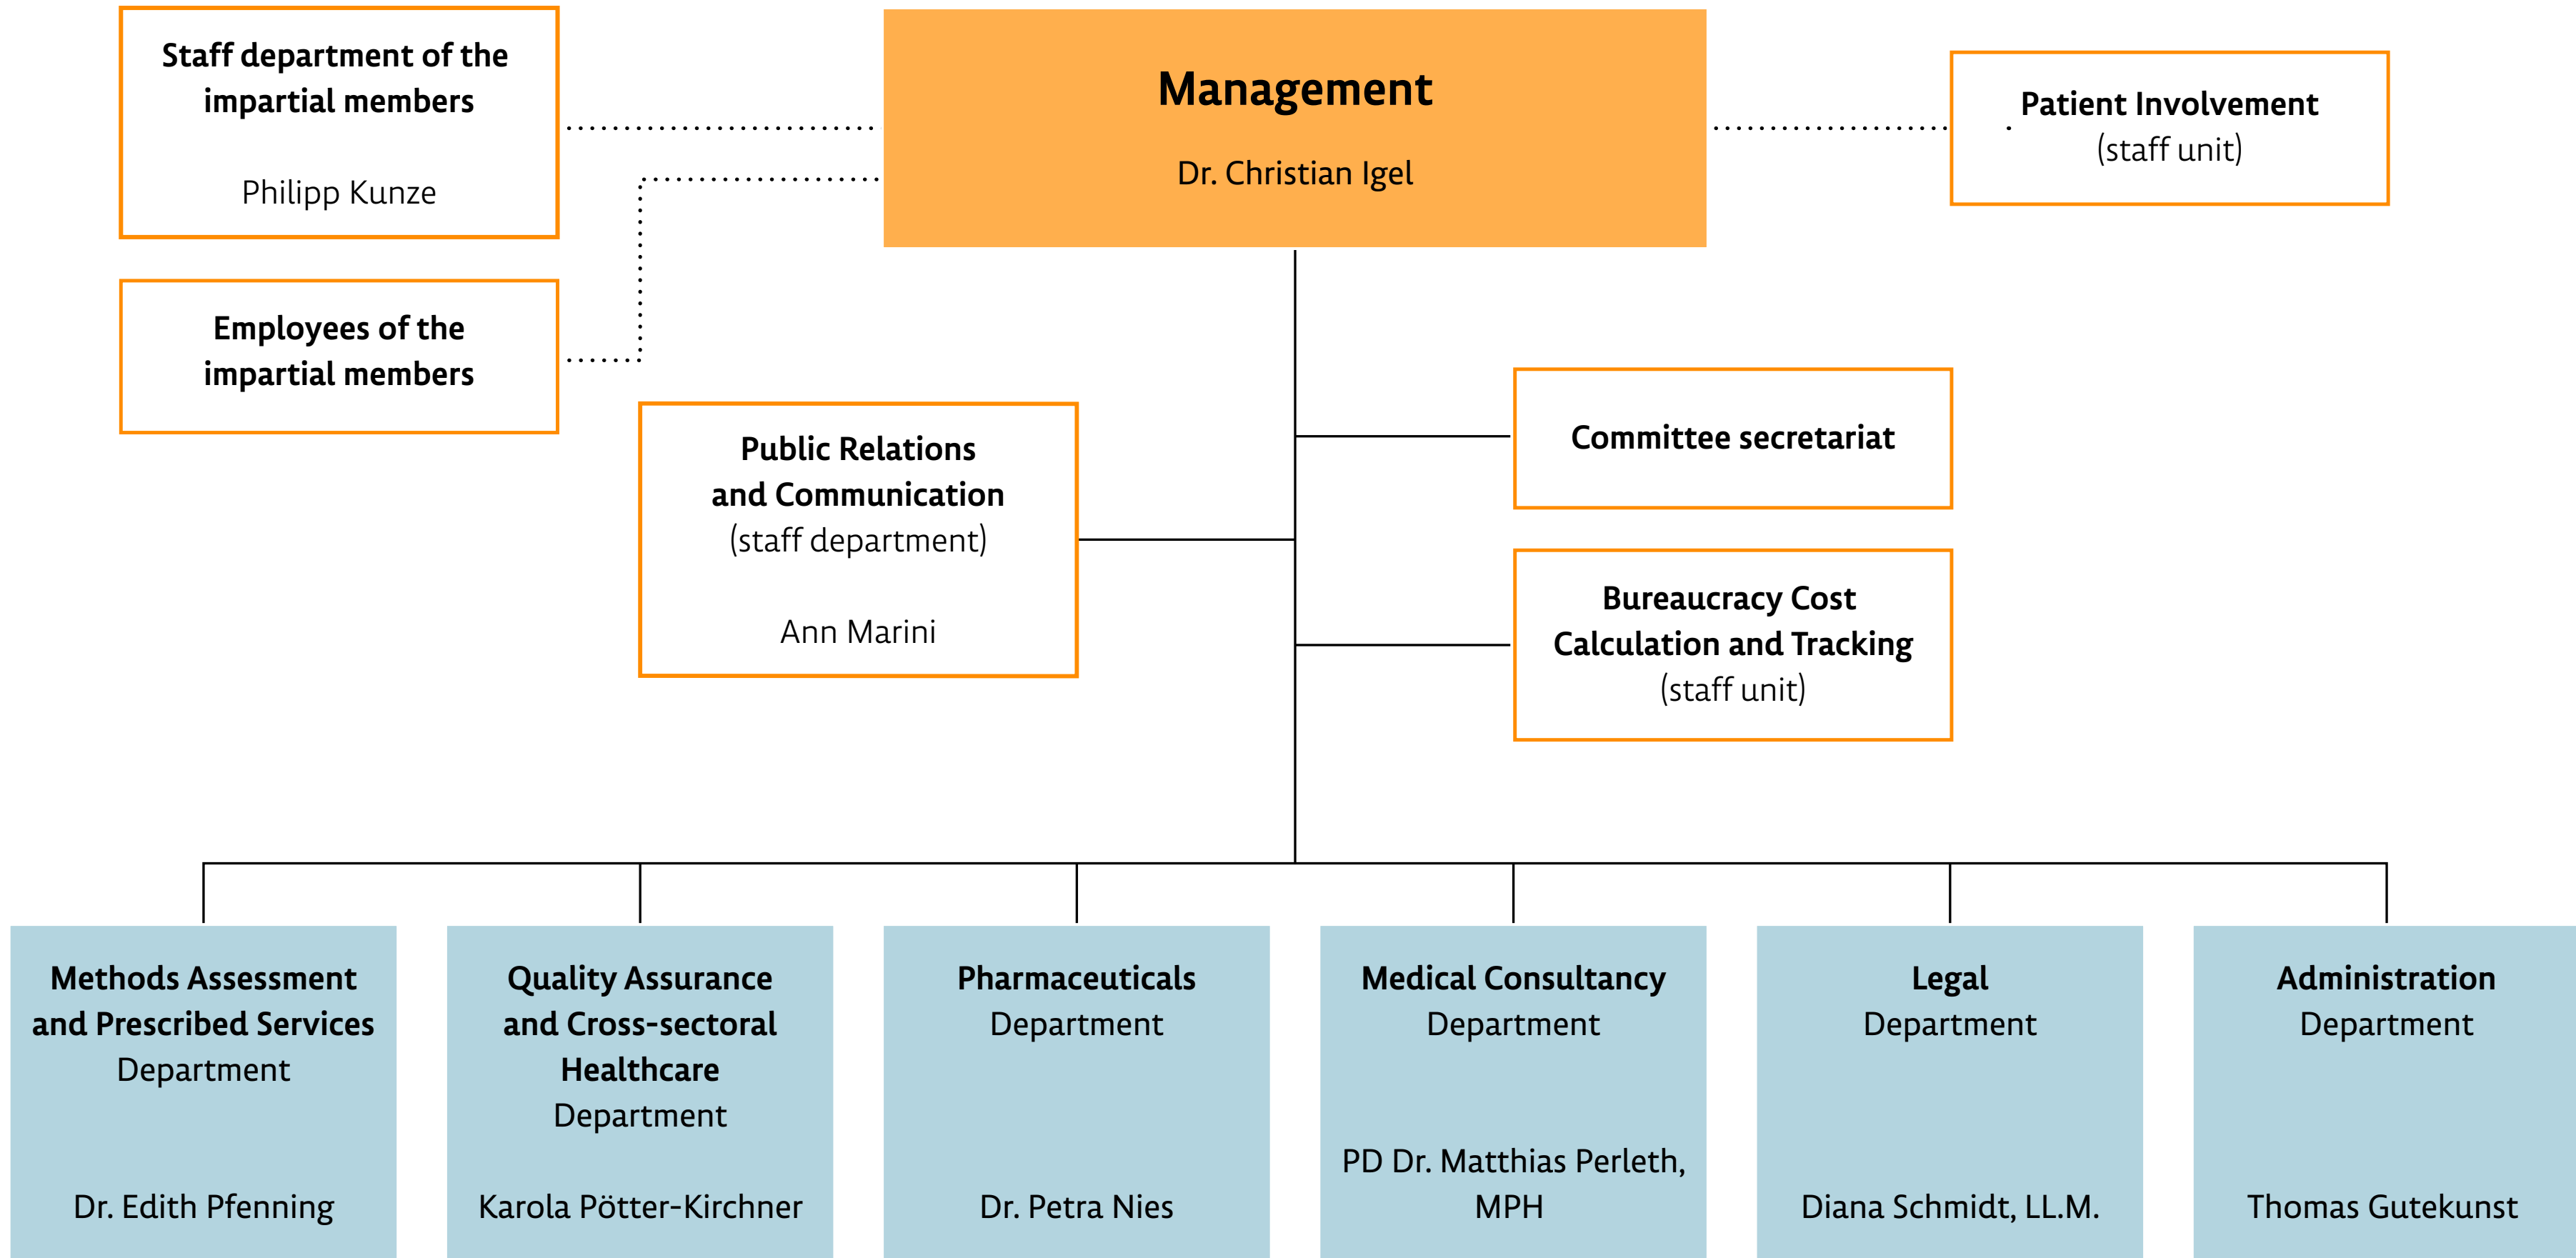 Staff department of the
impartial members
Philipp Kunze
Management
Dr. Christian Igel
Patient Involvement
(staff unit)
Employees of the
impartial members
Public Relations
and Communication
(staff department)
Ann Marini
Committee secretariat
Bureaucracy Cost
Calculation and Tracking
(staff unit)
Methods Assessment
and Prescribed Services
Department
Dr. Edith Pfenning
Quality Assurance
and Cross-sectoral
Healthcare
Department
Karola Pötter-Kirchner
Pharmaceuticals
Department
Dr. Petra Nies
Medical Consultancy
Department
PD Dr. Matthias Perleth,
MPH
Legal
Department
Diana Schmidt, LL.M.
Administration
Department
Thomas Gutekunst